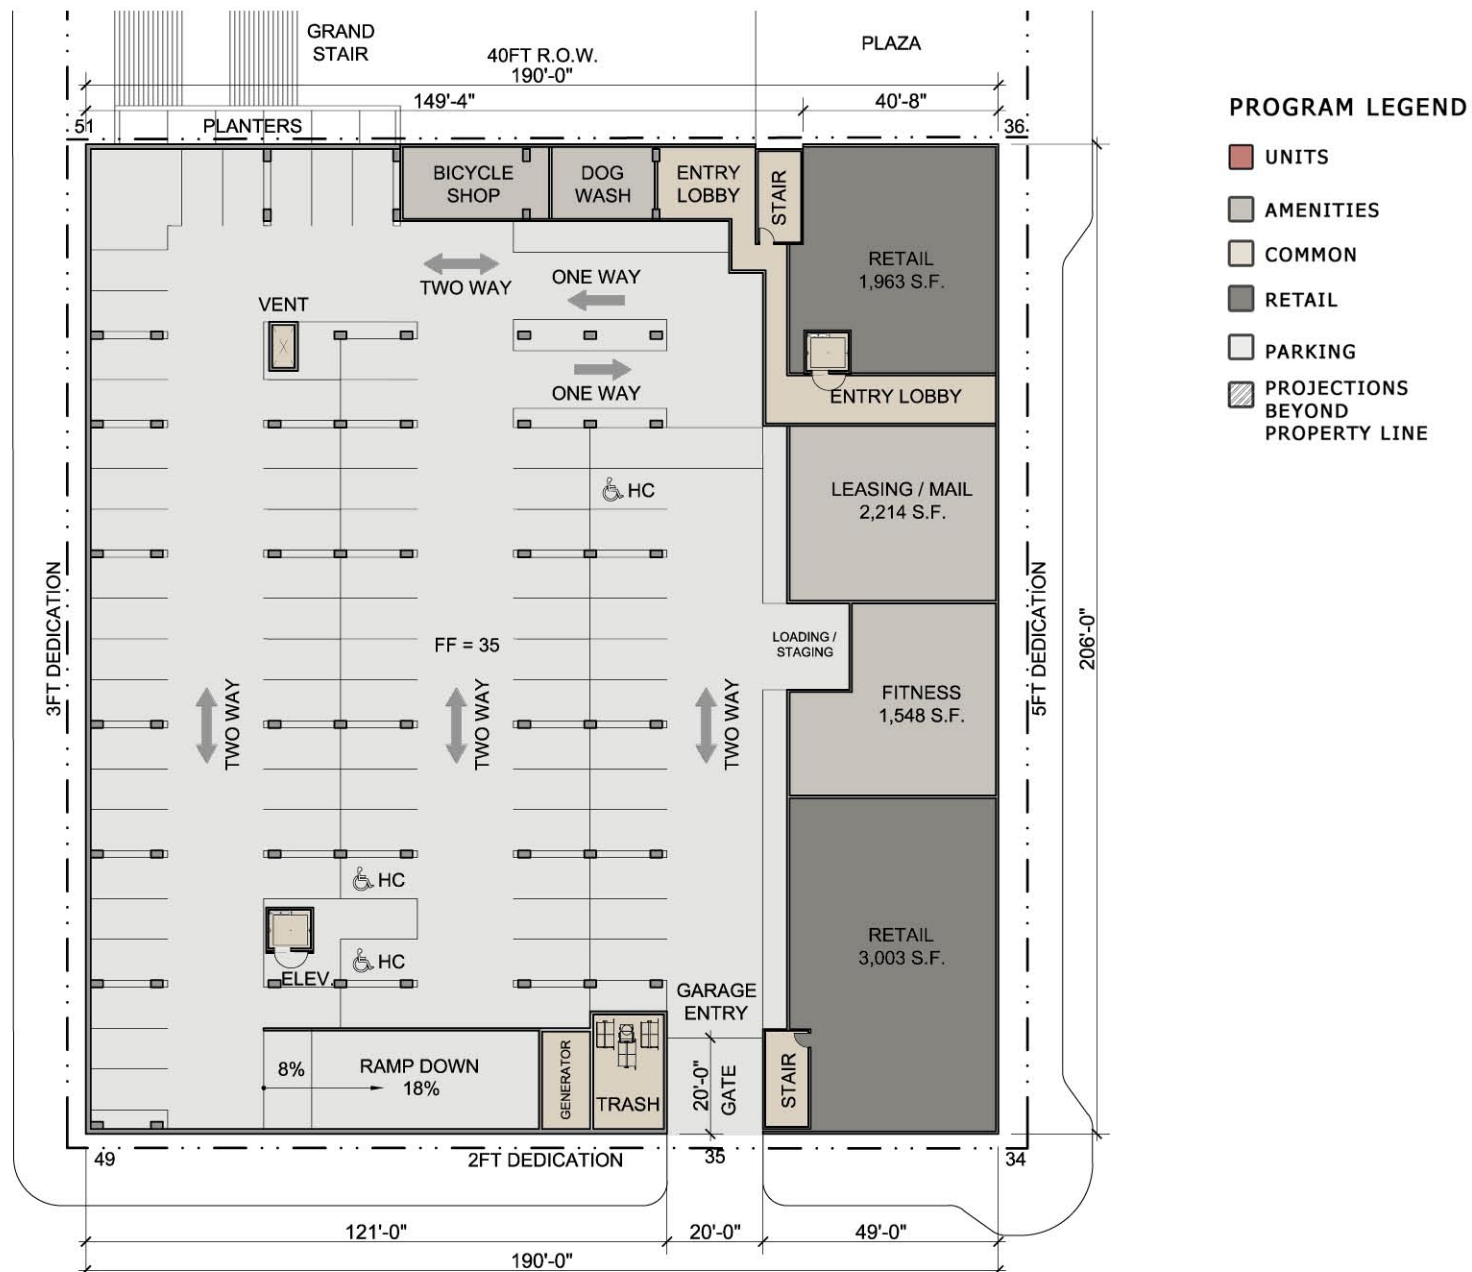 GRAND
STAIR
PLAZA
40FT R.O.W.
190'-0"
149'-4"
40'-8"
51
PLANTERS
36
BICYCLE
SHOP
DOG
WASH
ENTRY
LOBBY
STAIR
RETAIL
1,963 S.F.
TWO WAY
ONE WAY
VENT
ONE WAY
ENTRY LOBBY
HC
LEASING / MAIL
2,214 S.F.
3FT DEDICATION
FF = 35
LOADING /
STAGING
5FT DEDICATION
206'-0"
FITNESS
1,548 S.F.
TWO WAY
TWO WAY
TWO WAY
HC
HC
ELEV.
RETAIL
3,003 S.F.
GARAGE
ENTRY
8%
RAMP DOWN
18%
GENERATOR
TRASH
20'-0"
GATE
STAIR
49
2FT DEDICATION
35
34
121'-0"
20'-0"
49'-0"
190'-0"
PROGRAM LEGEND
UNITS
AMENITIES
COMMON
RETAIL
PARKING
PROJECTIONS
BEYOND
PROPERTY LINE